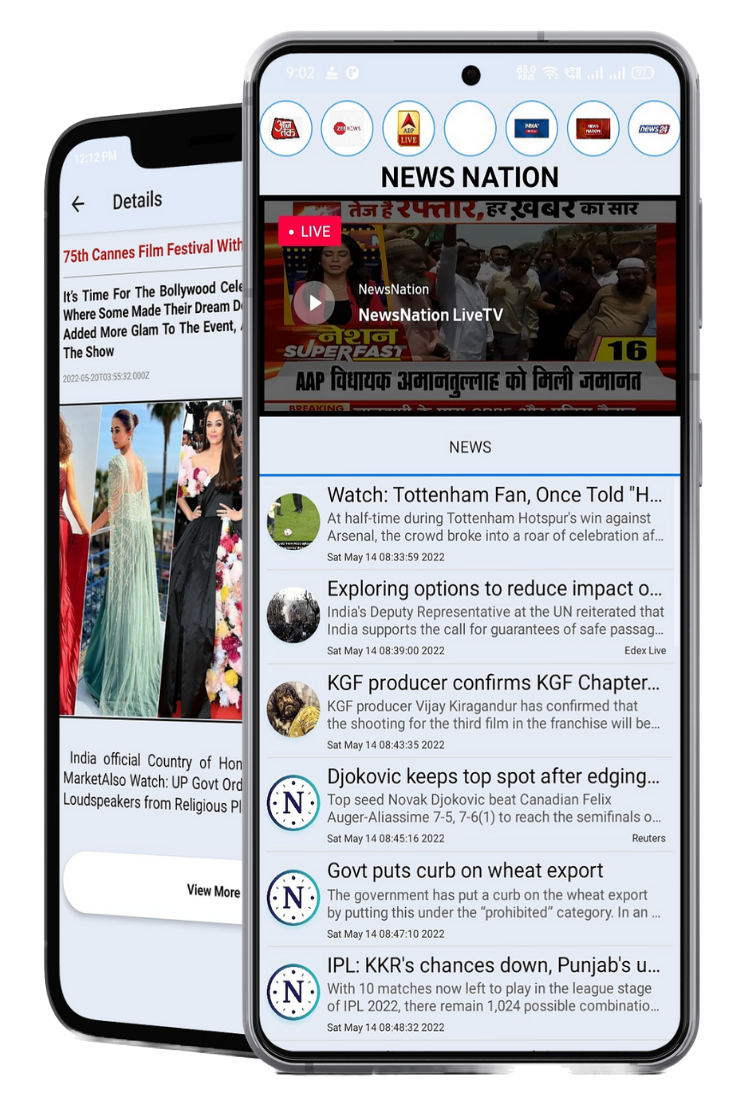 12:12 PM
Details
75th Cannes Film Festival With
It's Time For The Bollywood Cele
Where Some Made Their Dream D
Added More Glam To The Event,
The Show
2022-05-20T03:55:32.000Z
India official Country of Hon
MarketAlso Watch: UP Govt Ord
Loudspeakers from Religious Pl
View More
9:02
83.0
KB/S
97
आज
तक
ZEE NEWS
ABP
LIVE
INDIA
NEWS
NATION
news24
NEWS NATION
तेज है रफ्तार, हर खबर का सार
LIVE
NewsNation
NewsNation LiveTV
नेशन
SUPERFAST
16
AAP विधायक अमानतुल्लाह को मिली जमानत
BREAKING
NEWS
Watch: Tottenham Fan, Once Told "H...
At half-time during Tottenham Hotspur's win against
Arsenal, the crowd broke into a roar of celebration af...
Sat May 14 08:33:59 2022
Exploring options to reduce impact o...
India's Deputy Representative at the UN reiterated that
India supports the call for guarantees of safe passag...
Sat May 14 08:39:00 2022
Edex Live
KGF producer confirms KGF Chapter...
KGF producer Vijay Kiragandur has confirmed that
the shooting for the third film in the franchise will be...
Sat May 14 08:43:35 2022
N
Djokovic keeps top spot after edging...
Top seed Novak Djokovic beat Canadian Felix
Auger-Aliassime 7-5, 7-6(1) to reach the semifinals o...
Sat May 14 08:45:16 2022
Reuters
N
Govt puts curb on wheat export
The government has put a curb on the wheat export
by putting this under the “prohibited” category. In an ...
Sat May 14 08:47:10 2022
N
IPL: KKR's chances down, Punjab's u...
With 10 matches now left to play in the league stage
of IPL 2022, there remain 1,024 possible combinatio...
Sat May 14 08:48:32 2022